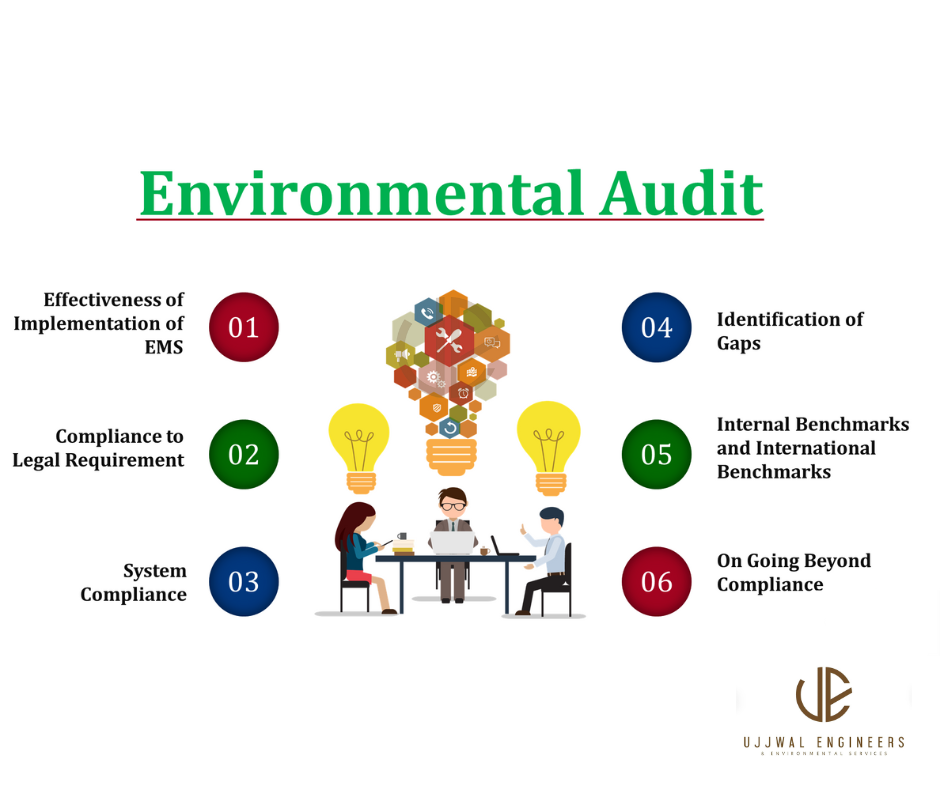 Environmental Audit
Effectiveness of
Implementation of
EMS
01
Compliance to
Legal Requirement
02
System
Compliance
03
04
Identification of
Gaps
05
Internal Benchmarks
and International
Benchmarks
06
On Going Beyond
Compliance
UE
UJJWAL ENGINEERS
& ENVIRONMENTAL SERVICES